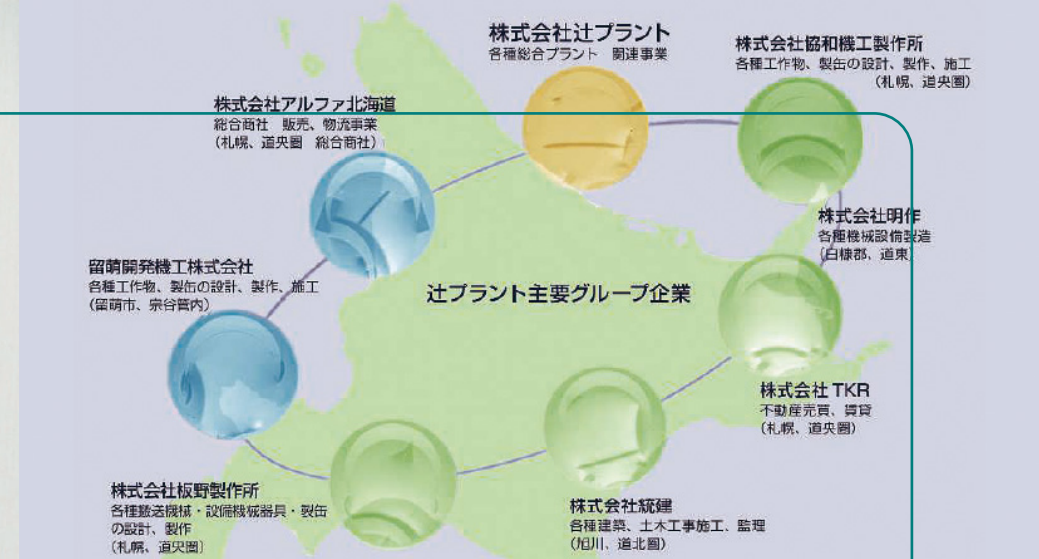 株式会社辻プラント
各種総合プラント　関連事業
株式会社協和機工製作所
各種工作物、製缶の設計、製作、施工
（札幌、道央圏）
株式会社アルファ北海道
総合商社　販売、物流事業
（札幌、道央圏　総合商社）
株式会社明作
各種機械設備製造
（白糠郡、道東）
留萌開発機工株式会社
各種工作物、製缶の設計、製作、施工
（留萌市、宗谷管内）
辻プラント主要グループ企業
株式会社 TKR
不動産売買、賃貸
（札幌、道央圏）
株式会社板野製作所
各種搬送機械・設備機械器具・製缶
の設計、製作
（札幌、道央圏）
株式会社統建
各種建築、土木工事施工、監理
（旭川、道北圏）